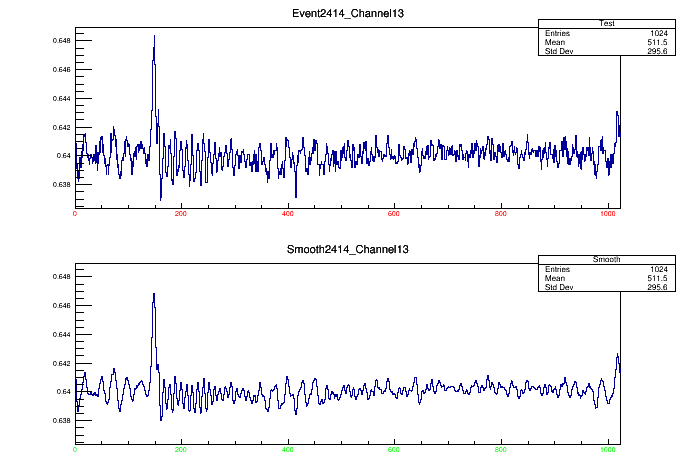 Event2414_Channel13
Test
Entries 1024
Mean 511.5
Std Dev 295.6
0.648
0.646
0.644
0.642
0.64
0.638
0 200 400 600 800 1000
Smooth2414_Channel13
Smooth
Entries 1024
Mean 511.5
Std Dev 295.6
0.648
0.646
0.644
0.642
0.64
0.638
0 200 400 600 800 1000